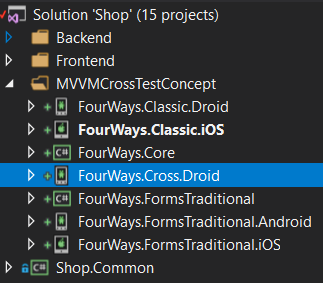 Solution 'Shop' (15 projects)
Backend
Frontend
MVVMCrossTestConcept
FourWays.Classic.Droid
FourWays.Classic.iOS
C# FourWays.Core
FourWays.Cross.Droid
C# FourWays.FormsTraditional
FourWays.FormsTraditional.Android
FourWays.FormsTraditional.iOS
C# Shop.Common